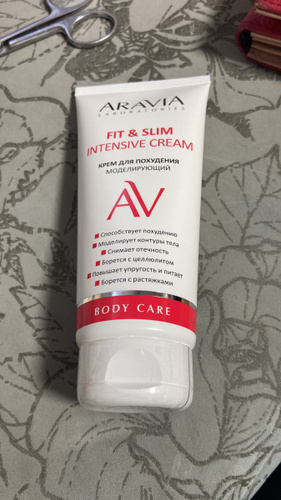 ARAVIA
LABORATORIES
FIT & SLIM
INTENSIVE CREAM
КРЕМ ДЛЯ ПОХУДЕНИЯ
МОДЕЛИРУЮЩИЙ
AV
Способствует похудению
Моделирует контуры тела
Снимает отечность
Борется с целлюлитом
Повышает упругость и питает
Борется с растяжками
BODY CARE